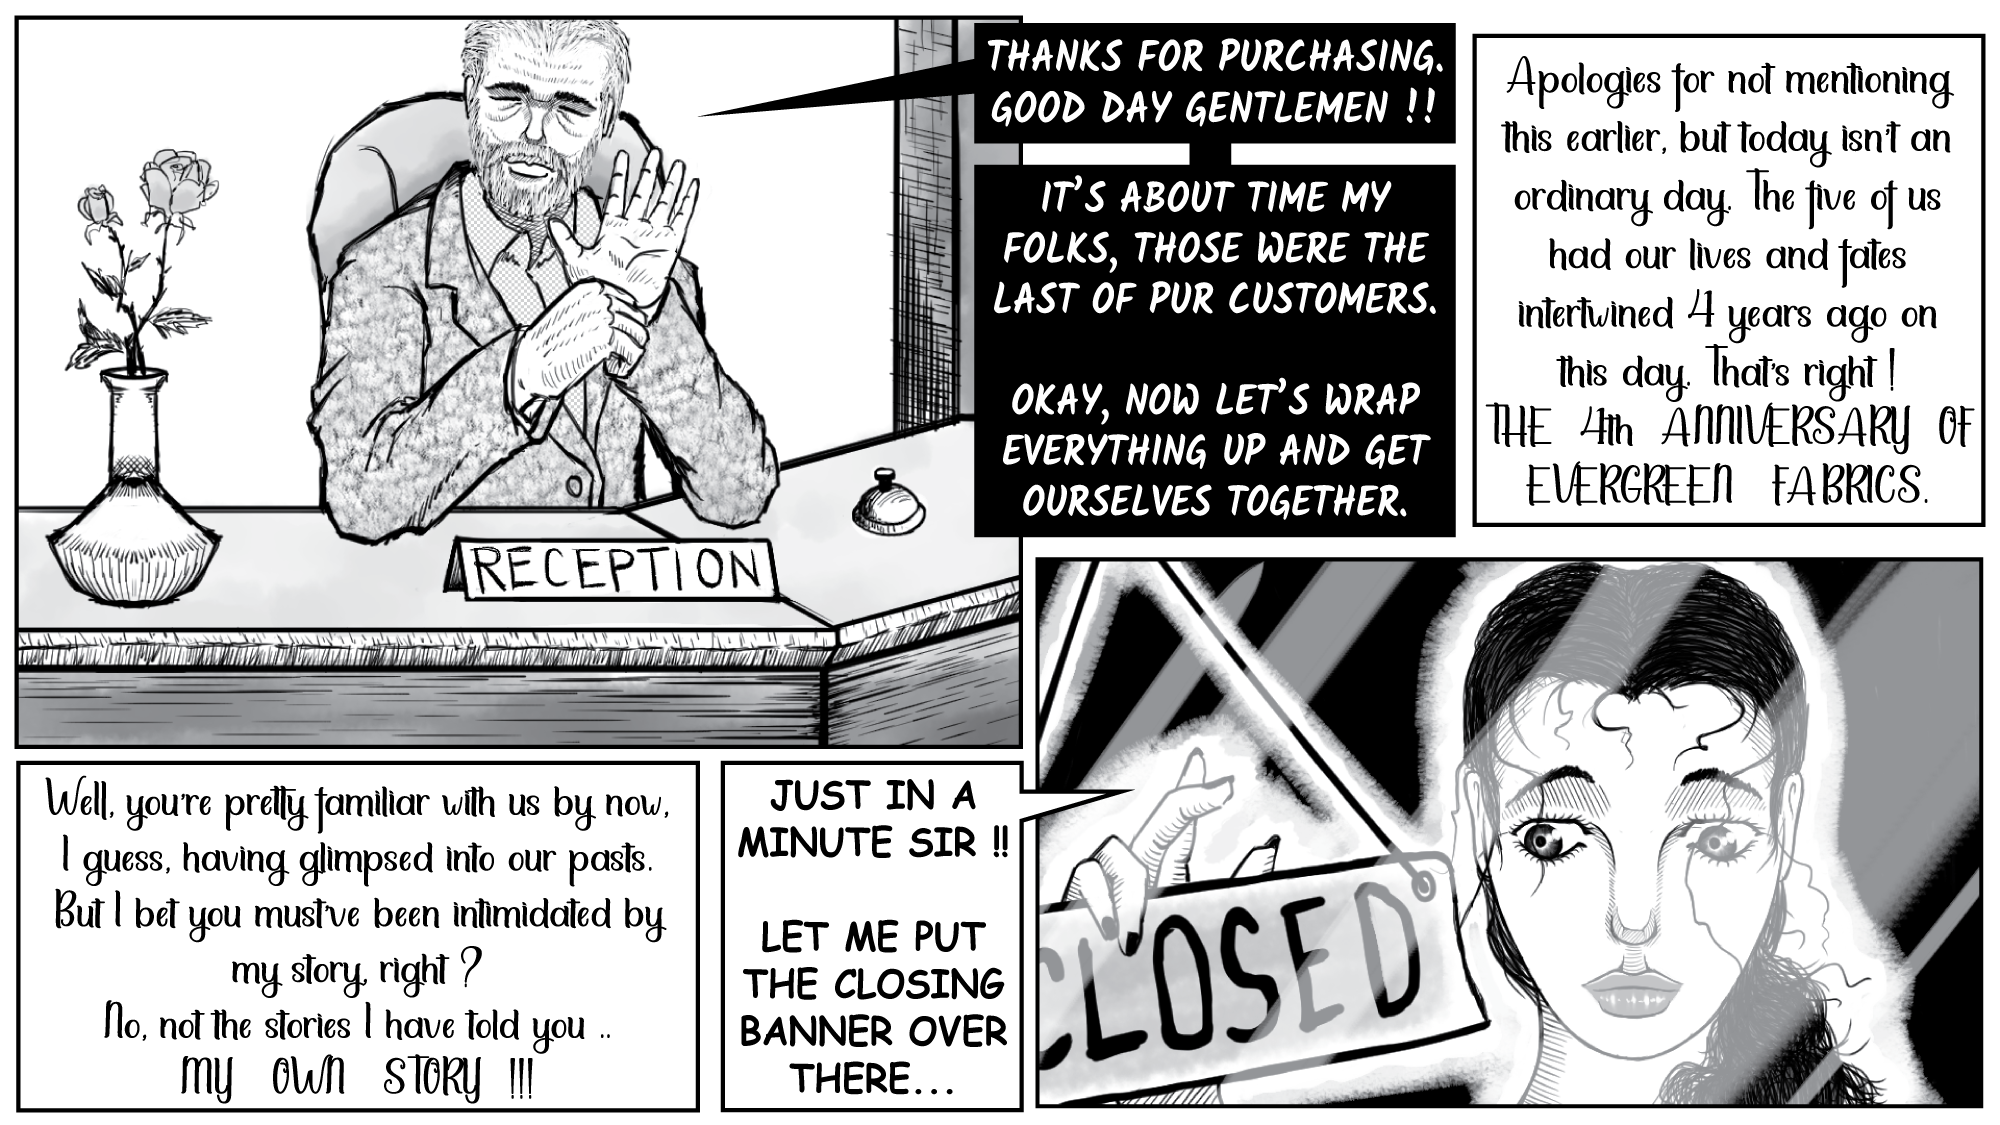 THANKS FOR PURCHASING.
GOOD DAY GENTLEMEN !!
IT'S ABOUT TIME MY
FOLKS, THOSE WERE THE
LAST OF PUR CUSTOMERS.
OKAY, NOW LET'S WRAP
EVERYTHING UP AND GET
OURSELVES TOGETHER.
Apologies for not mentioning
this earlier, but today isn't an
ordinary day. The five of us
had our lives and fates
intertwined 4 years ago on
this day. That's right !
THE 4th ANNIVERSARY OF
EVERGREEN FABRICS.
RECEPTION
Well, you're pretty familiar with us by now,
I guess, having glimpsed into our pasts.
But I bet you must've been intimidated by
my story, right ?
No, not the stories I have told you ..
MY OWN STORY !!!
JUST IN A
MINUTE SIR !!
LET ME PUT
THE CLOSING
BANNER OVER
THERE...
CLOSED